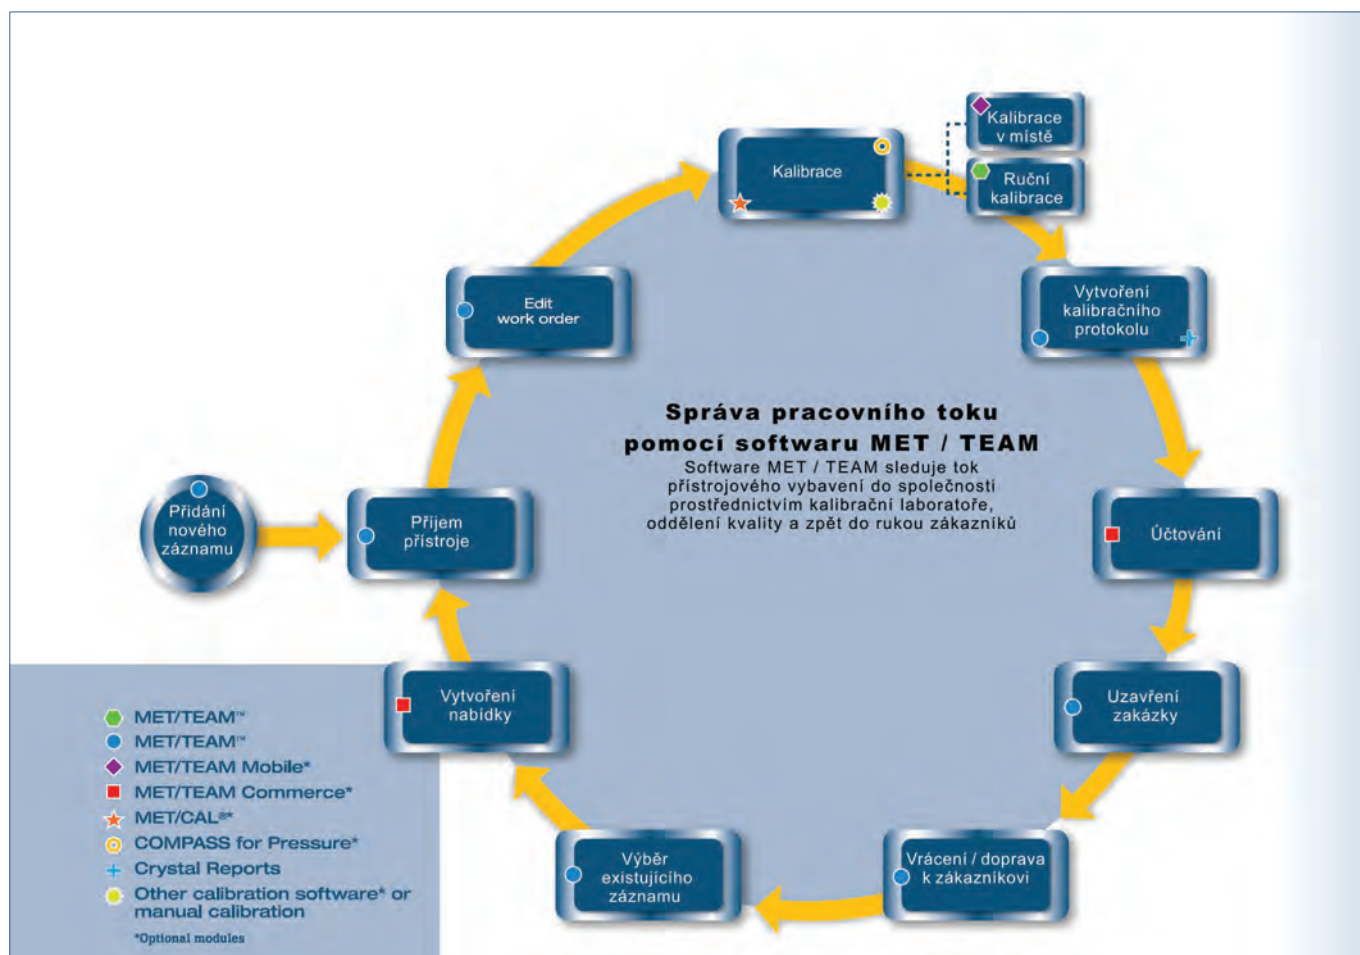 Kalibrace
Kalibrace
v místě
Ruční
kalibrace
Edit
work order
Vytvoření
kalibračního
protokolu
Správa pracovního toku
pomocí softwaru MET / TEAM
Software MET / TEAM sleduje tok
přístrojového vybavení do společnosti
prostřednictvím kalibrační laboratoře,
oddělení kvality a zpět do rukou zákazníků
Přidání
nového
záznamu
Příjem
přístroje
Účtování
Vytvoření
nabídky
Uzavření
zakázky
Výběr
existujícího
záznamu
Vrácení / doprava
k zákazníkovi
MET/TEAM™
MET/TEAM™
MET/TEAM Mobile*
MET/TEAM Commerce*
MET/CAL®*
COMPASS for Pressure*
Crystal Reports
Other calibration software* or
manual calibration
*Optional modules